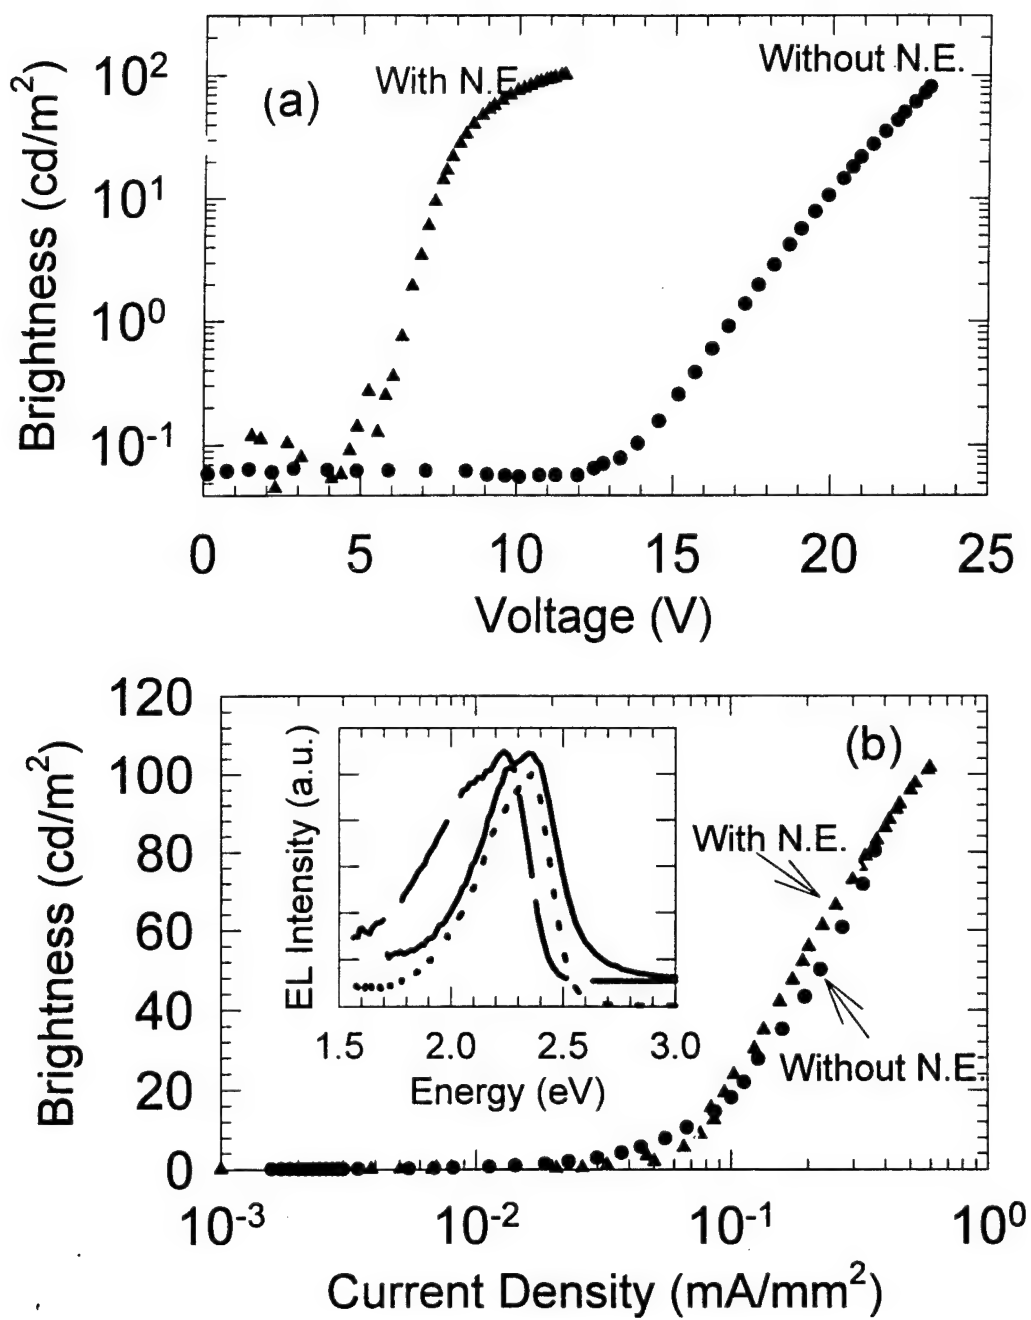 Brightness (cd/m²)
10²
10¹
10⁰
10⁻¹
(a)
With N.E.
Without N.E.
0 5 10 15 20 25
Voltage (V)
Brightness (cd/m²)
120
100
80
60
40
20
0
(b)
With N.E.
Without N.E.
EL Intensity (a.u.)
1.5 2.0 2.5 3.0
Energy (eV)
10⁻³ 10⁻² 10⁻¹ 10⁰
Current Density (mA/mm²)